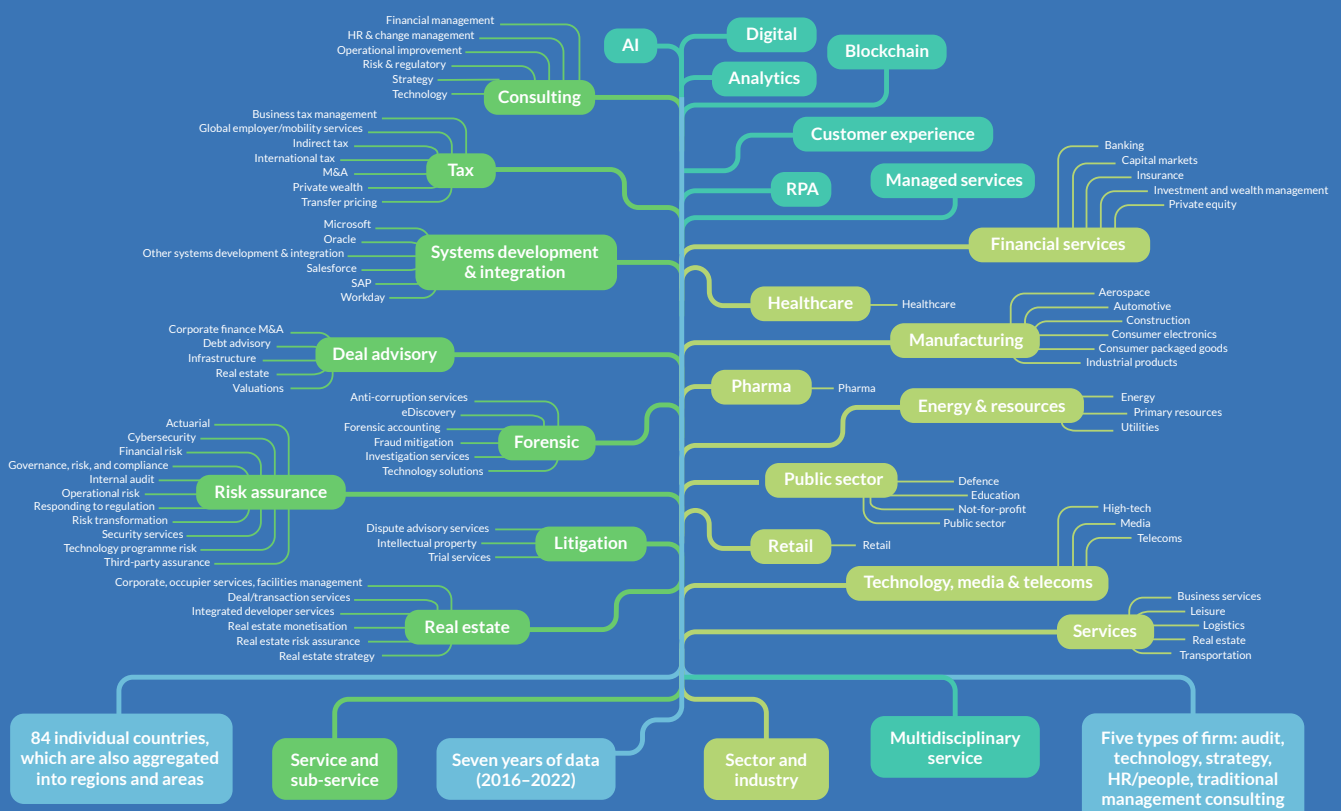 Financial management
HR & change management
Operational improvement
Risk & regulatory
Strategy
Technology
Consulting
Business tax management
Global employer/mobility services
Indirect tax
International tax
M&A
Private wealth
Transfer pricing
Tax
Microsoft
Oracle
Other systems development & integration
Salesforce
SAP
Workday
Systems development
& integration
Corporate finance M&A
Debt advisory
Infrastructure
Real estate
Valuations
Deal advisory
Anti-corruption services
eDiscovery
Forensic accounting
Fraud mitigation
Investigation services
Technology solutions
Forensic
Actuarial
Cybersecurity
Financial risk
Governance, risk, and compliance
Internal audit
Operational risk
Responding to regulation
Risk transformation
Security services
Technology programme risk
Third-party assurance
Risk assurance
Dispute advisory services
Intellectual property
Trial services
Litigation
Corporate, occupier services, facilities management
Deal/transaction services
Integrated developer services
Real estate monetisation
Real estate risk assurance
Real estate strategy
Real estate
AI
Digital
Blockchain
Analytics
Customer experience
RPA
Managed services
Banking
Capital markets
Insurance
Investment and wealth management
Private equity
Financial services
Healthcare
Healthcare
Aerospace
Automotive
Construction
Consumer electronics
Consumer packaged goods
Industrial products
Manufacturing
Pharma
Pharma
Energy & resources
Energy
Primary resources
Utilities
Public sector
Defence
Education
Not-for-profit
Public sector
Retail
Retail
High-tech
Media
Telecoms
Technology, media & telecoms
Business services
Leisure
Logistics
Real estate
Transportation
Services
84 individual countries,
which are also aggregated
into regions and areas
Service and
sub-service
Seven years of data
(2016–2022)
Sector and
industry
Multidisciplinary
service
Five types of firm: audit,
technology, strategy,
HR/people, traditional
management consulting